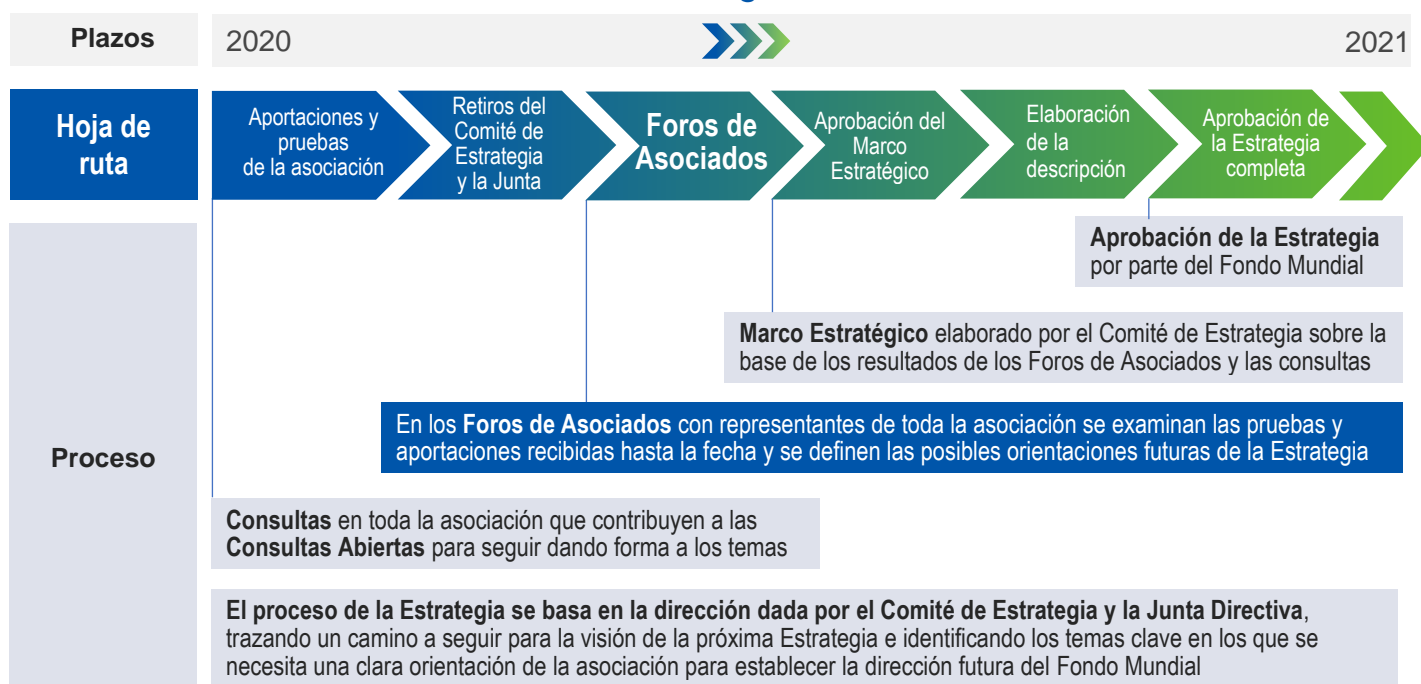 Plazos
2020
2021
Hoja de
ruta
Aportaciones y
pruebas
de la asociación
Retiros del
Comité de
Estrategia
y la Junta
Foros de
Asociados
Aprobación del
Marco
Estratégico
Elaboración
de la
descripción
Aprobación de
la Estrategia
completa
Proceso
Aprobación de la Estrategia
por parte del Fondo Mundial
Marco Estratégico elaborado por el Comité de Estrategia sobre la
base de los resultados de los Foros de Asociados y las consultas
En los Foros de Asociados con representantes de toda la asociación se examinan las pruebas y
aportaciones recibidas hasta la fecha y se definen las posibles orientaciones futuras de la Estrategia
Consultas en toda la asociación que contribuyen a las
Consultas Abiertas para seguir dando forma a los temas
El proceso de la Estrategia se basa en la dirección dada por el Comité de Estrategia y la Junta Directiva,
trazando un camino a seguir para la visión de la próxima Estrategia e identificando los temas clave en los que se
necesita una clara orientación de la asociación para establecer la dirección futura del Fondo Mundial